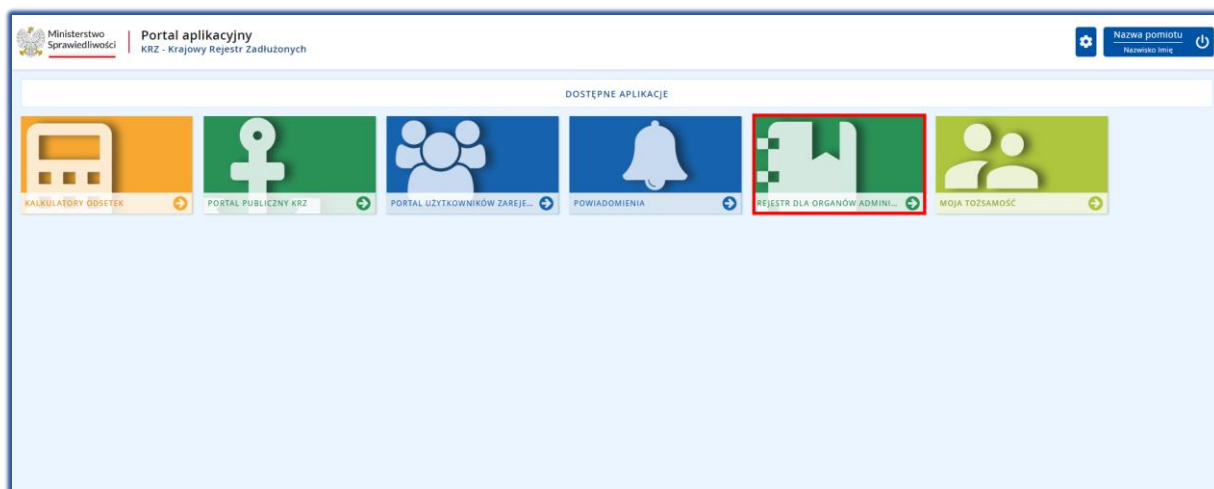 Ministerstwo
Sprawiedliwości
Portal aplikacyjny
KRZ - Krajowy Rejestr Zadłużonych
Nazwa pomiotu
Nazwisko Imię
DOSTĘPNE APLIKACJE
KALKULATORY ODSETEK
PORTAL PUBLICZNY KRZ
PORTAL UŻYTKOWNIKÓW ZAREJE...
POWIADOMIENIA
REJESTR DLA ORGANÓW ADMINI...
MOJA TOŻSAMOŚĆ